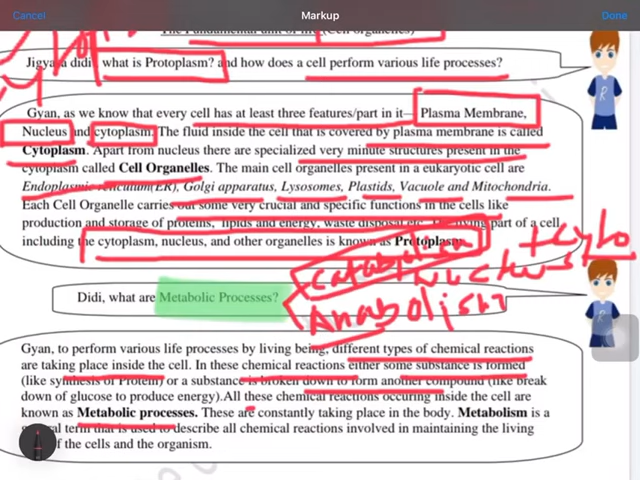 Cancel Markup Done
The Fundamental unit of life (Cell organelles)
Jigyasa didi, what is Protoplasm? and how does a cell perform various life processes?
Gyan, as we know that every cell has at least three features/part in it— Plasma Membrane,
Nucleus and cytoplasm. The fluid inside the cell that is covered by plasma membrane is called
Cytoplasm. Apart from nucleus there are specialized very minute structures present in the
cytoplasm called Cell Organelles. The main cell organelles present in a eukaryotic cell are
Endoplasmic reticulum(ER), Golgi apparatus, Lysosomes, Plastids, Vacuole and Mitochondria.
Each Cell Organelle carries out some very crucial and specific functions in the cells like
production and storage of proteins, lipids and energy, waste disposal etc. The living part of a cell
including the cytoplasm, nucleus, and other organelles is known as Protoplasm.
+cyto
Catabolism
Nucleus
Didi, what are Metabolic Processes?
Anabolism
Gyan, to perform various life processes by living being, different types of chemical reactions
are taking place inside the cell. In these chemical reactions either some substance is formed
(like synthesis of Protein) or a substance is broken down to form another compound (like break
down of glucose to produce energy).All these chemical reactions occuring inside the cell are
known as Metabolic processes. These are constantly taking place in the body. Metabolism is a
general term that is used to describe all chemical reactions involved in maintaining the living
of the cells and the organism.